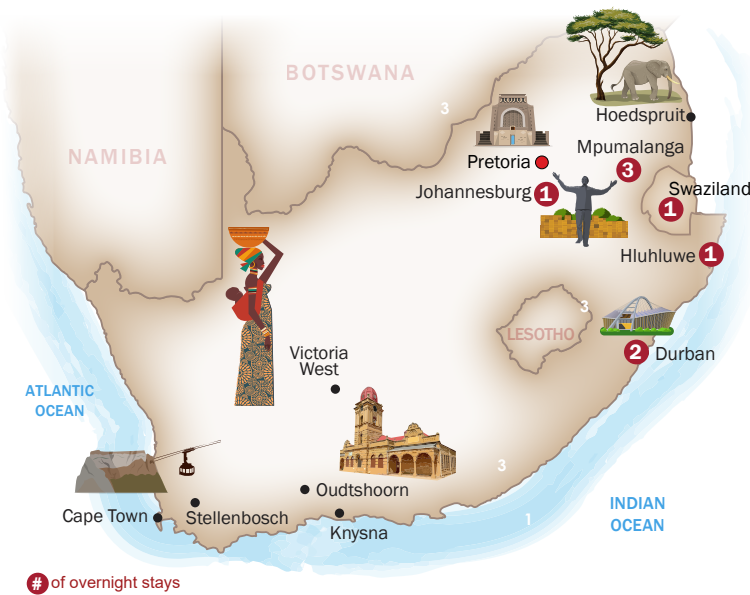 BOTSWANA
3
NAMIBIA
Hoedspruit
Mpumalanga
3
Pretoria
Johannesburg 1
Swaziland
1
Hluhluwe 1
3
LESOTHO
2 Durban
Victoria
West
ATLANTIC
OCEAN
3
Oudtshoorn
Cape Town
Stellenbosch
Knysna
1
INDIAN
OCEAN
# of overnight stays